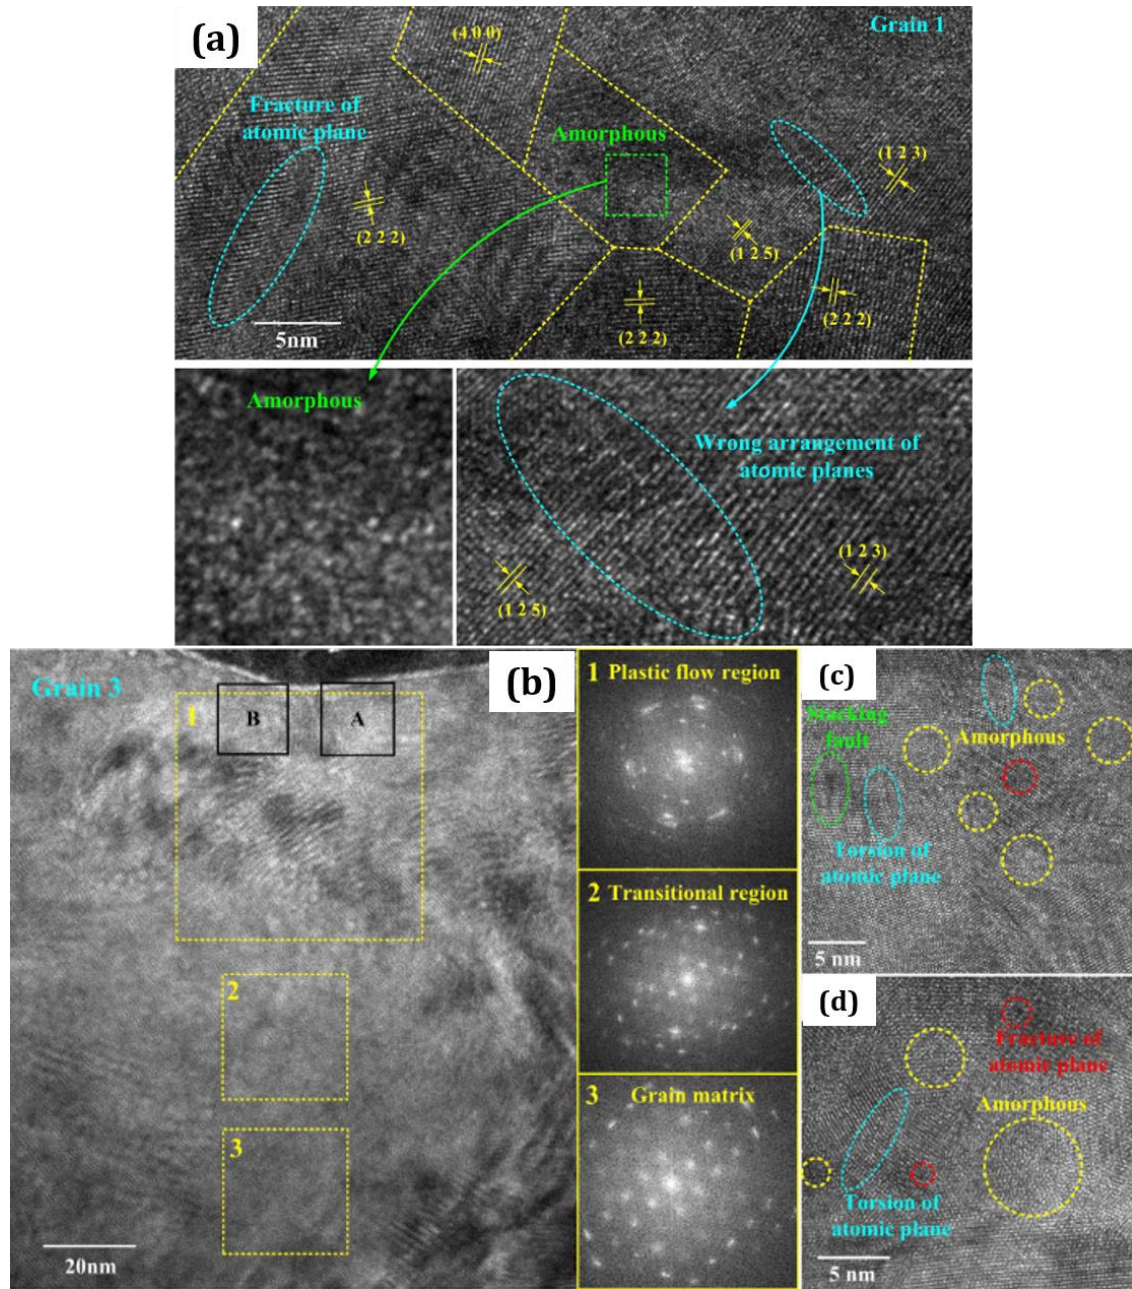 (a)
Grain 1
(4 0 0)
Fracture of
atomic plane
Amorphous
(1 2 3)
(2 2 2)
(1 2 5)
(2 2 2)
(2 2 2)
5nm
Amorphous
Wrong arrangement of
atomic planes
(1 2 3)
(1 2 5)
(b)
Grain 3
1
B
A
2
3
20nm
1 Plastic flow region
2 Transitional region
3 Grain matrix
(c)
Stacking
fault
Amorphous
Torsion of
atomic plane
5 nm
(d)
Fracture of
atomic plane
Amorphous
Torsion of
atomic plane
5 nm